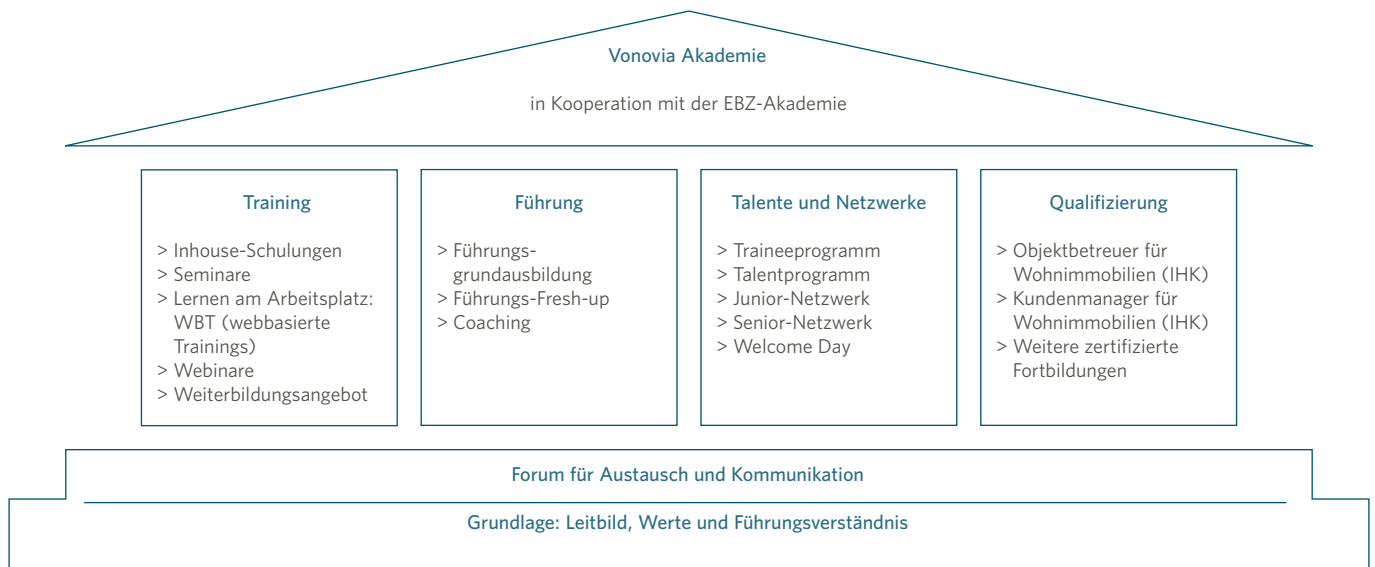 Vonovia Akademie
in Kooperation mit der EBZ-Akademie
Training
> Inhouse-Schulungen
> Seminare
> Lernen am Arbeitsplatz:
WBT (webbasierte
Trainings)
> Webinare
> Weiterbildungsangebot
Führung
> Führungs-
grundausbildung
> Führungs-Fresh-up
> Coaching
Talente und Netzwerke
> Traineeprogramm
> Talentprogramm
> Junior-Netzwerk
> Senior-Netzwerk
> Welcome Day
Qualifizierung
> Objektbetreuer für
Wohnimmobilien (IHK)
> Kundenmanager für
Wohnimmobilien (IHK)
> Weitere zertifizierte
Fortbildungen
Forum für Austausch und Kommunikation
Grundlage: Leitbild, Werte und Führungsverständnis